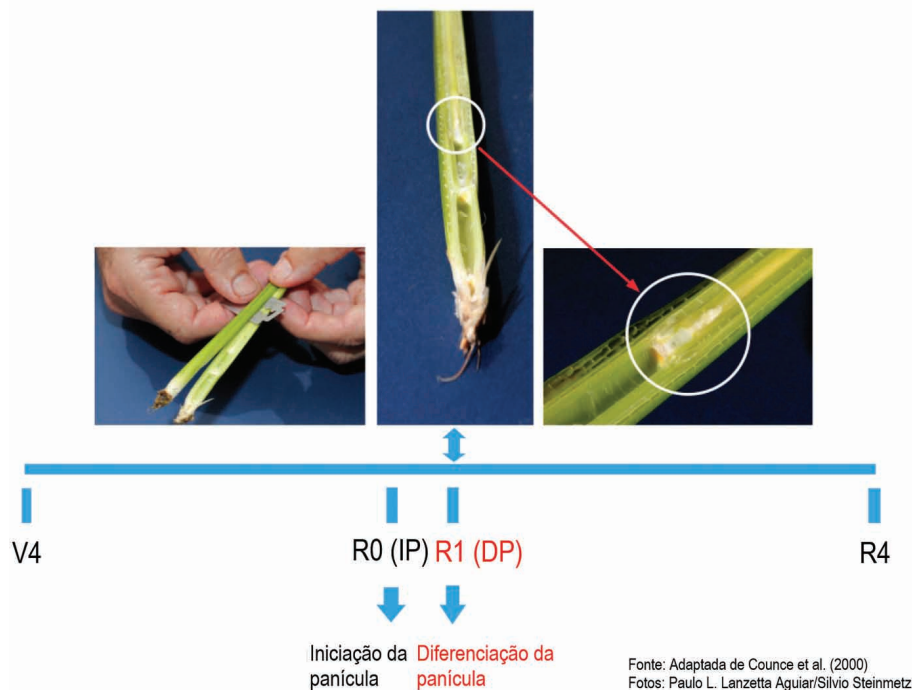 V4
R0 (IP)
R1 (DP)
R4
Iniciação da
panícula
Diferenciação da
panícula
Fonte: Adaptada de Counce et al. (2000)
Fotos: Paulo L. Lanzetta Aguiar/Silvio Steinmetz